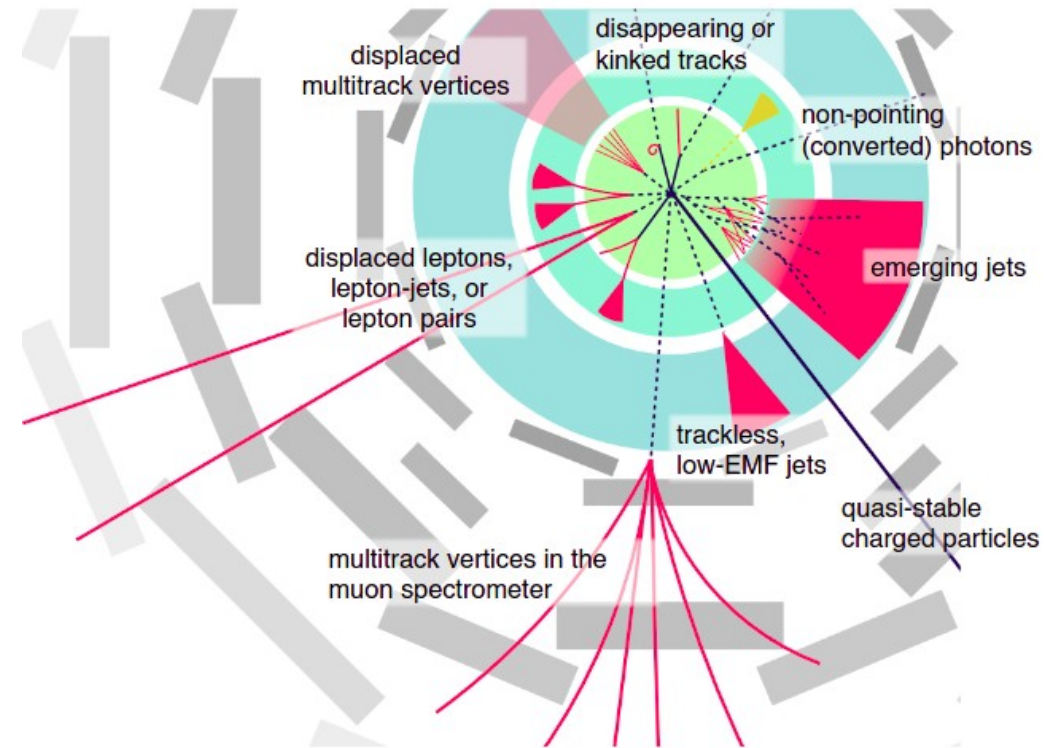 disappearing or
kinked tracks
displaced
multitrack vertices
non-pointing
(converted) photons
displaced leptons,
lepton-jets, or
lepton pairs
emerging jets
trackless,
low-EMF jets
quasi-stable
charged particles
multitrack vertices in the
muon spectrometer